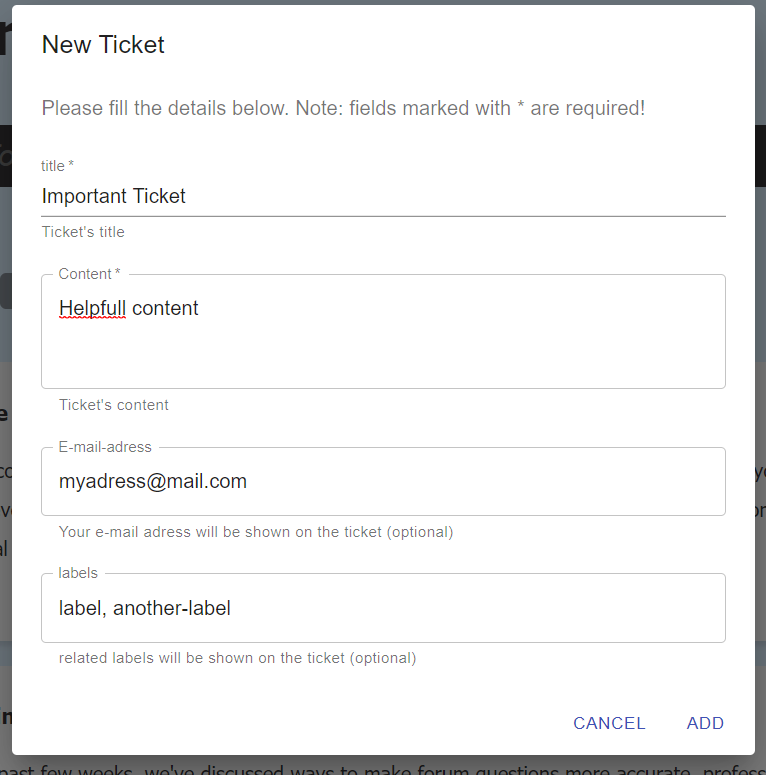 New Ticket
Please fill the details below. Note: fields marked with * are required!
title *
Important Ticket
Ticket's title
Content *
Helpfull content
Ticket's content
E-mail-adress
myadress@mail.com
Your e-mail adress will be shown on the ticket (optional)
labels
label, another-label
related labels will be shown on the ticket (optional)
CANCEL ADD
past few weeks, we've discussed ways to make forum questions more accurate,